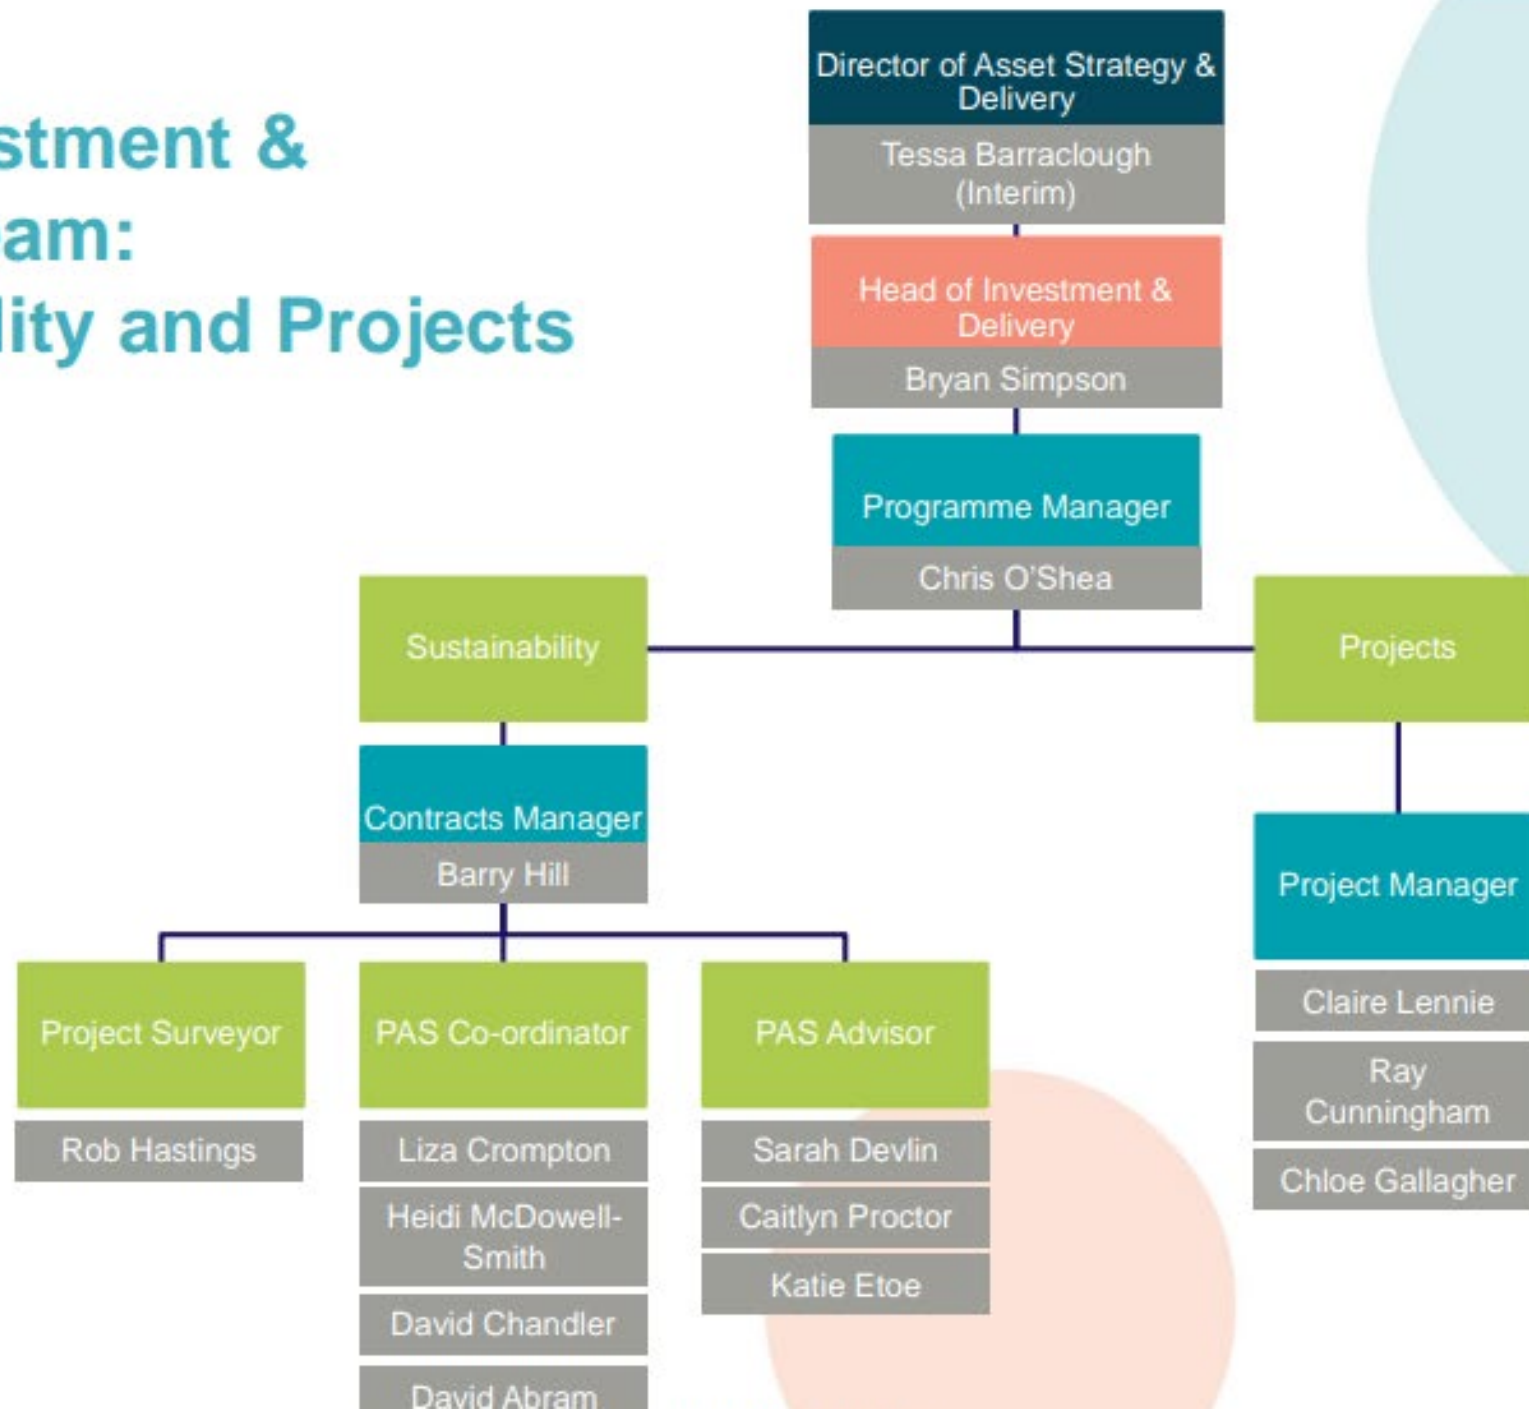 stment &
am:
lity and Projects
Director of Asset Strategy &
Delivery
Tessa Barraclough
(Interim)
Head of Investment &
Delivery
Bryan Simpson
Programme Manager
Chris O'Shea
Sustainability
Projects
Contracts Manager
Barry Hill
Project Manager
Claire Lennie
Ray
Cunningham
Chloe Gallagher
Project Surveyor
Rob Hastings
PAS Co-ordinator
Liza Crompton
Heidi McDowell-
Smith
David Chandler
David Abram
PAS Advisor
Sarah Devlin
Caitlyn Proctor
Katie Etoe